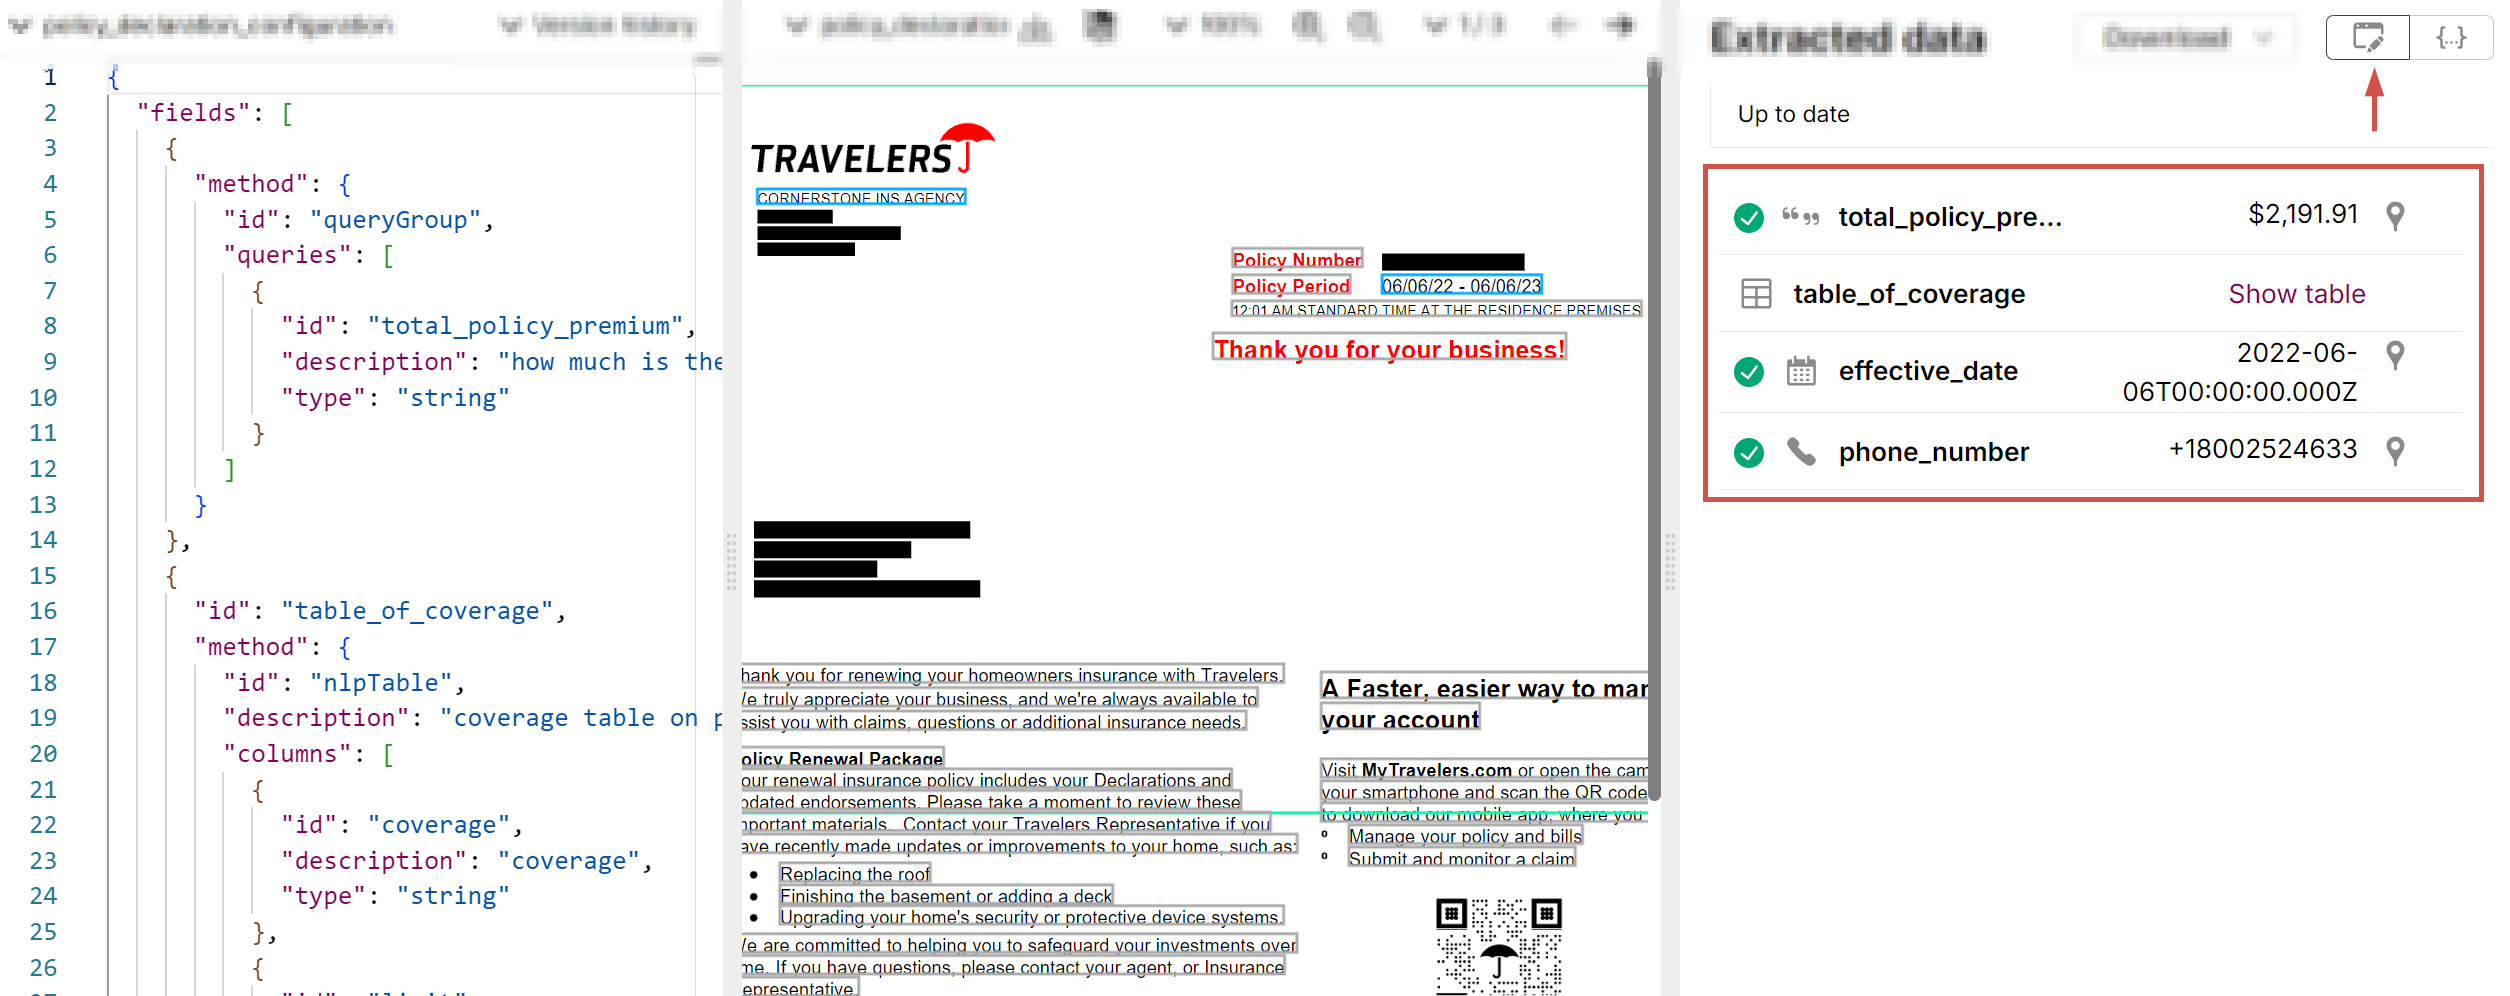 policy_declaration_configuration
Version history
1 {
2 "fields": [
3 {
4 "method": {
5 "id": "queryGroup",
6 "queries": [
7 {
8 "id": "total_policy_premium",
9 "description": "how much is the
10 "type": "string"
11 }
12 ]
13 }
14 },
15 {
16 "id": "table_of_coverage",
17 "method": {
18 "id": "nlpTable",
19 "description": "coverage table on p
20 "columns": [
21 {
22 "id": "coverage",
23 "description": "coverage",
24 "type": "string"
25 },
26 {
TRAVELERS
CORNERSTONE INS AGENCY
Policy Number
Policy Period 06/06/22 - 06/06/23
12:01 AM STANDARD TIME AT THE RESIDENCE PREMISES
Thank you for your business!
hank you for renewing your homeowners insurance with Travelers.
e truly appreciate your business, and we're always available to
ssist you with claims, questions or additional insurance needs.
olicy Renewal Package
our renewal insurance policy includes your Declarations and
pdated endorsements. Please take a moment to review these
mportant materials. Contact your Travelers Representative if you
ave recently made updates or improvements to your home, such as:
• Replacing the roof
• Finishing the basement or adding a deck
• Upgrading your home's security or protective device systems.
e are committed to helping you to safeguard your investments over
me. If you have questions, please contact your agent, or Insurance
epresentative
A Faster, easier way to mar
your account
Visit MyTravelers.com or open the cam
your smartphone and scan the QR code
to download our mobile app, where you
º Manage your policy and bills
º Submit and monitor a claim
Extracted data
Download
{...}
Up to date
total_policy_pre... $2,191.91
table_of_coverage Show table
effective_date 2022-06-
06T00:00:00.000Z
phone_number +18002524633